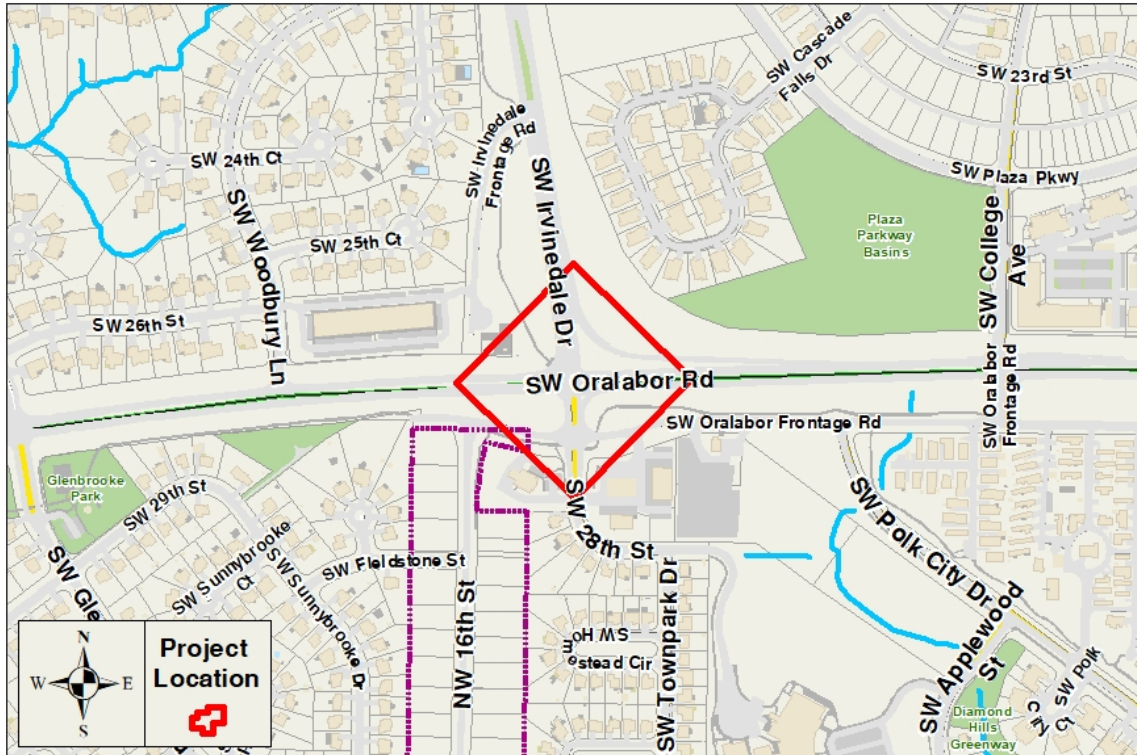 SW Cascade
Falls Dr
SW 23rd St
SW Irvinedale
Frontage Rd
SW 24th Ct
SW Irvinedale Dr
SW Plaza Pkwy
SW Woodbury Ln
SW 25th Ct
Plaza
Parkway
Basins
SW College
Ave
SW 26th St
SW Oralabor Rd
SW Oralabor
Frontage Rd
SW Oralabor Frontage Rd
Glenbrooke
Park
SW 29th St
SW Polk City Dr
SW 28th St
SW Sunnybrooke
Ct
SW Sunnybrooke Dr
SW Fieldstone St
SW Gle
NW 16th St
SW Ho
mestead Cir
SW Townpark Dr
SW Applewood
St
SW Polk
City Ct
Diamond
Hills
Greenway
N
W
E
S
Project
Location